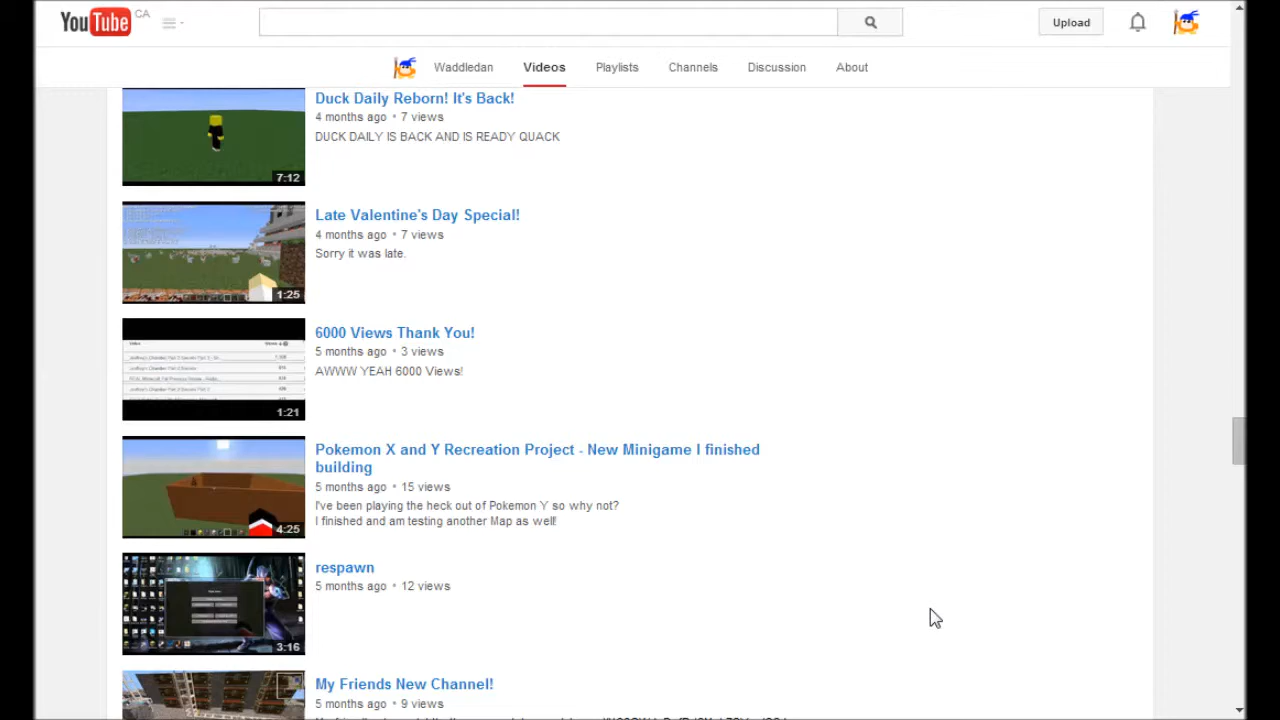 YouTube CA
Upload
Waddledan Videos Playlists Channels Discussion About
Duck Daily Reborn! It's Back!
4 months ago • 7 views
DUCK DAILY IS BACK AND IS READY QUACK
7:12
Late Valentine's Day Special!
4 months ago • 7 views
Sorry it was late.
1:25
6000 Views Thank You!
5 months ago • 3 views
AWWW YEAH 6000 Views!
1:21
Pokemon X and Y Recreation Project - New Minigame I finished
building
5 months ago • 15 views
I've been playing the heck out of Pokemon Y so why not?
I finished and am testing another Map as well!
4:25
respawn
5 months ago • 12 views
3:16
My Friends New Channel!
5 months ago • 9 views